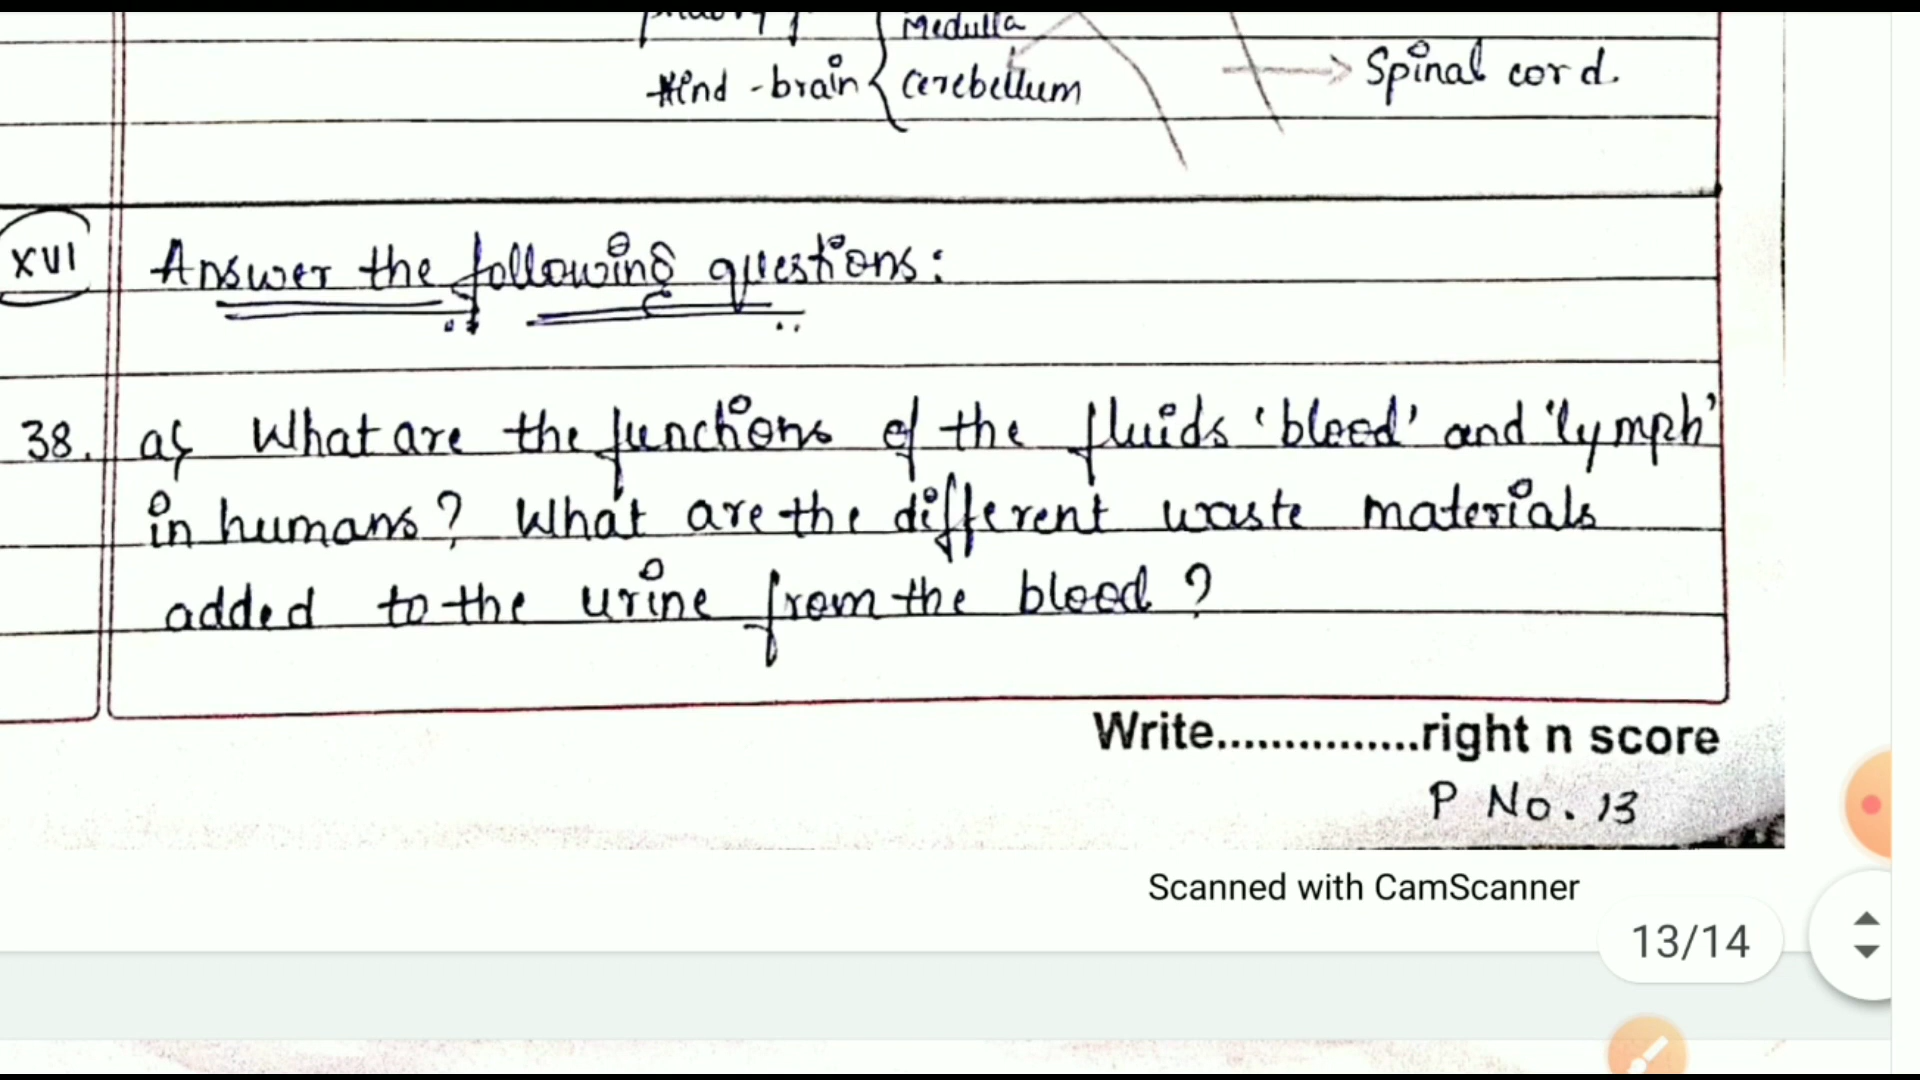 Medulla
Hind - brain { cerebellum
Spinal cord.
XVI Answer the following questions:
38. a) What are the functions of the fluids 'blood' and 'lymph'
in humans? What are the different waste materials
added to the urine from the blood?
Write...............right n score
P No. 13
Scanned with CamScanner
13/14